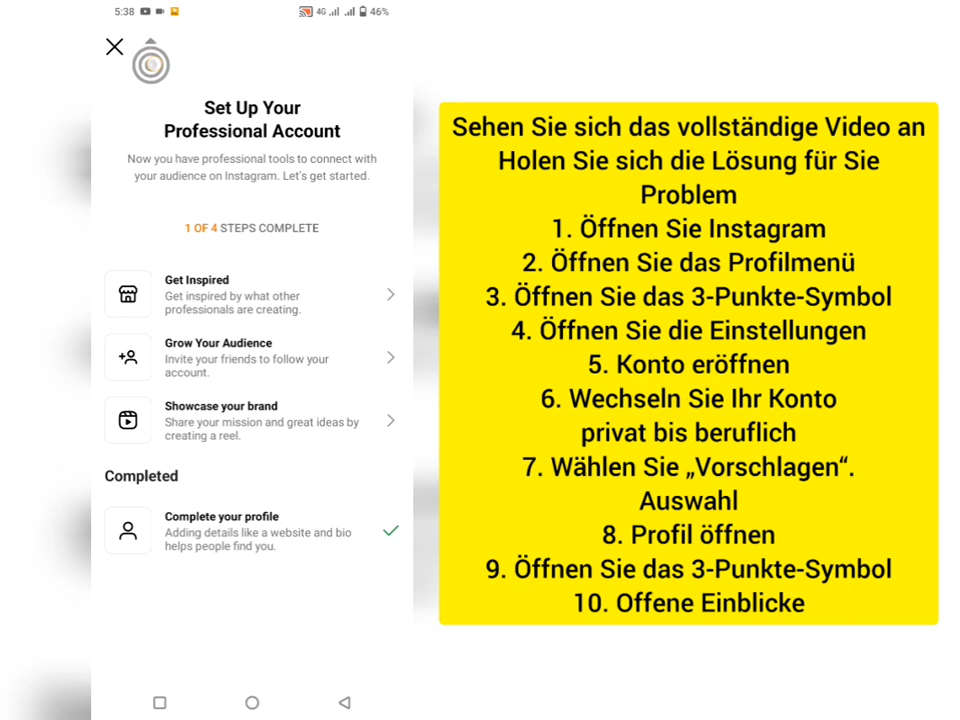 5:38
4G
46%
Set Up Your
Professional Account
Now you have professional tools to connect with
your audience on Instagram. Let's get started.
1 OF 4 STEPS COMPLETE
Get Inspired
Get inspired by what other
professionals are creating.
Grow Your Audience
Invite your friends to follow your
account.
Showcase your brand
Share your mission and great ideas by
creating a reel.
Completed
Complete your profile
Adding details like a website and bio
helps people find you.
Sehen Sie sich das vollständige Video an
Holen Sie sich die Lösung für Sie
Problem
1. Öffnen Sie Instagram
2. Öffnen Sie das Profilmenü
3. Öffnen Sie das 3-Punkte-Symbol
4. Öffnen Sie die Einstellungen
5. Konto eröffnen
6. Wechseln Sie Ihr Konto
privat bis beruflich
7. Wählen Sie „Vorschlagen“.
Auswahl
8. Profil öffnen
9. Öffnen Sie das 3-Punkte-Symbol
10. Offene Einblicke